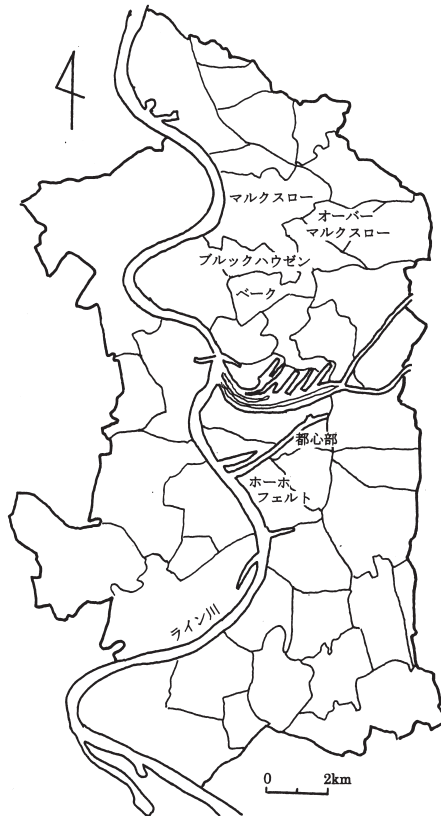 マルクスロー
オーバー
マルクスロー
ブルックハウゼン
ベーク
都心部
ホーホ
フェルト
ライン川
0 2km